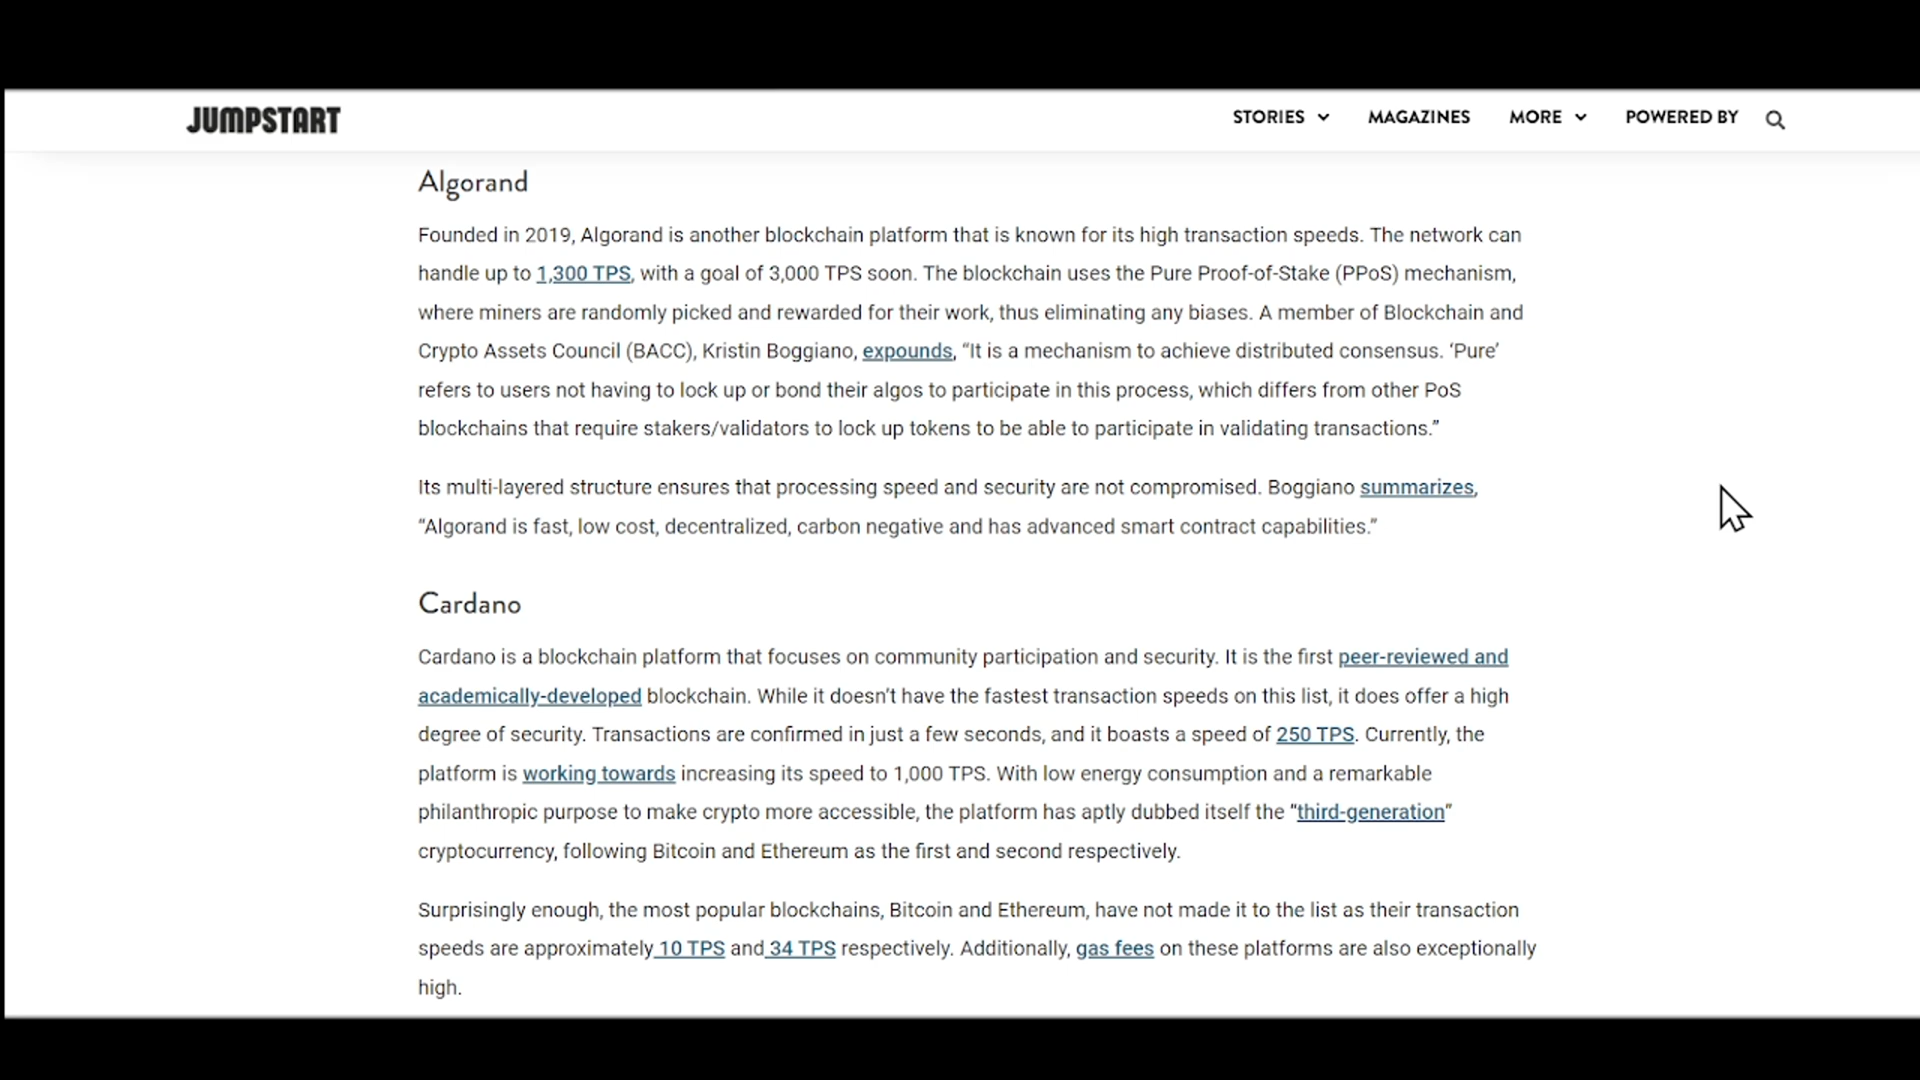 JUMPSTART
STORIES MAGAZINES MORE POWERED BY
Algorand
Founded in 2019, Algorand is another blockchain platform that is known for its high transaction speeds. The network can
handle up to 1,300 TPS, with a goal of 3,000 TPS soon. The blockchain uses the Pure Proof-of-Stake (PPoS) mechanism,
where miners are randomly picked and rewarded for their work, thus eliminating any biases. A member of Blockchain and
Crypto Assets Council (BACC), Kristin Boggiano, expounds, “It is a mechanism to achieve distributed consensus. ‘Pure’
refers to users not having to lock up or bond their algos to participate in this process, which differs from other PoS
blockchains that require stakers/validators to lock up tokens to be able to participate in validating transactions.”
Its multi-layered structure ensures that processing speed and security are not compromised. Boggiano summarizes,
“Algorand is fast, low cost, decentralized, carbon negative and has advanced smart contract capabilities.”
Cardano
Cardano is a blockchain platform that focuses on community participation and security. It is the first peer-reviewed and
academically-developed blockchain. While it doesn’t have the fastest transaction speeds on this list, it does offer a high
degree of security. Transactions are confirmed in just a few seconds, and it boasts a speed of 250 TPS. Currently, the
platform is working towards increasing its speed to 1,000 TPS. With low energy consumption and a remarkable
philanthropic purpose to make crypto more accessible, the platform has aptly dubbed itself the “third-generation”
cryptocurrency, following Bitcoin and Ethereum as the first and second respectively.
Surprisingly enough, the most popular blockchains, Bitcoin and Ethereum, have not made it to the list as their transaction
speeds are approximately 10 TPS and 34 TPS respectively. Additionally, gas fees on these platforms are also exceptionally
high.